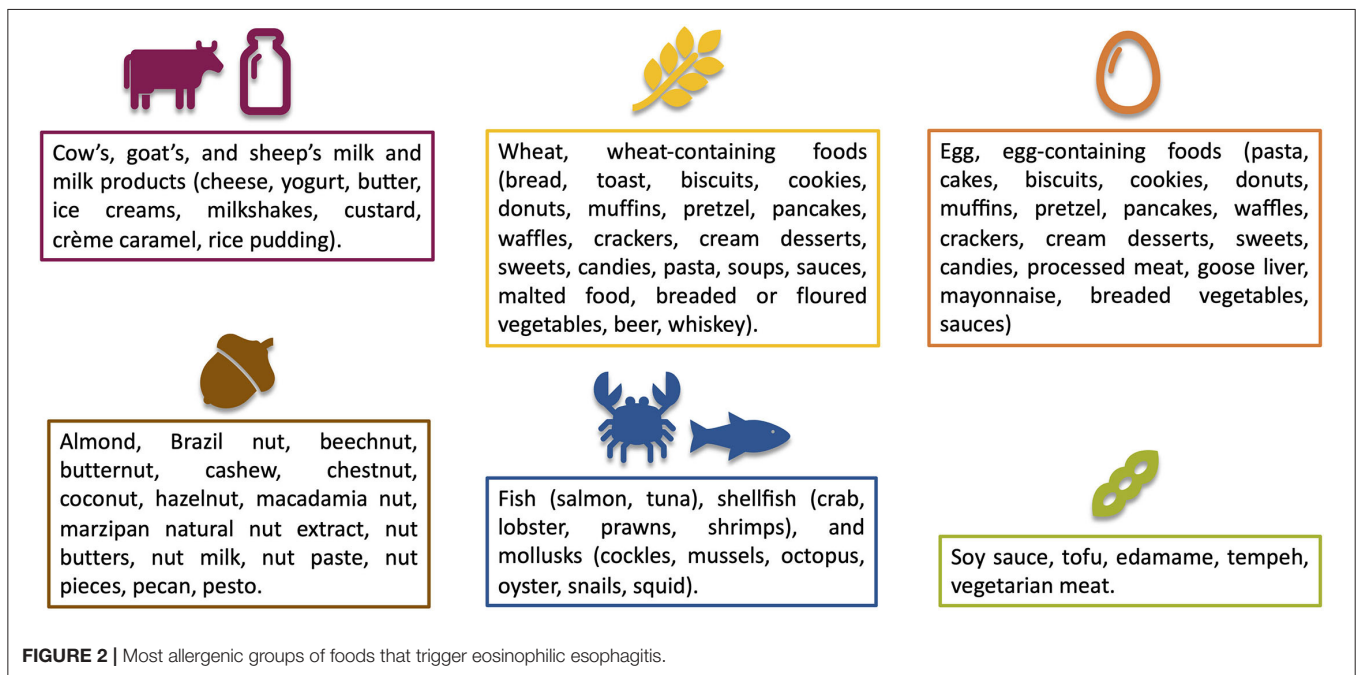 Cow's, goat's, and sheep's milk and
milk products (cheese, yogurt, butter,
ice creams, milkshakes, custard,
crème caramel, rice pudding).
Wheat, wheat-containing foods
(bread, toast, biscuits, cookies,
donuts, muffins, pretzel, pancakes,
waffles, crackers, cream desserts,
sweets, candies, pasta, soups, sauces,
malted food, breaded or floured
vegetables, beer, whiskey).
Egg, egg-containing foods (pasta,
cakes, biscuits, cookies, donuts,
muffins, pretzel, pancakes, waffles,
crackers, cream desserts, sweets,
candies, processed meat, goose liver,
mayonnaise, breaded vegetables,
sauces)
Almond, Brazil nut, beechnut,
butternut, cashew, chestnut,
coconut, hazelnut, macadamia nut,
marzipan natural nut extract, nut
butters, nut milk, nut paste, nut
pieces, pecan, pesto.
Fish (salmon, tuna), shellfish (crab,
lobster, prawns, shrimps), and
mollusks (cockles, mussels, octopus,
oyster, snails, squid).
Soy sauce, tofu, edamame, tempeh,
vegetarian meat.
FIGURE 2 | Most allergenic groups of foods that trigger eosinophilic esophagitis.